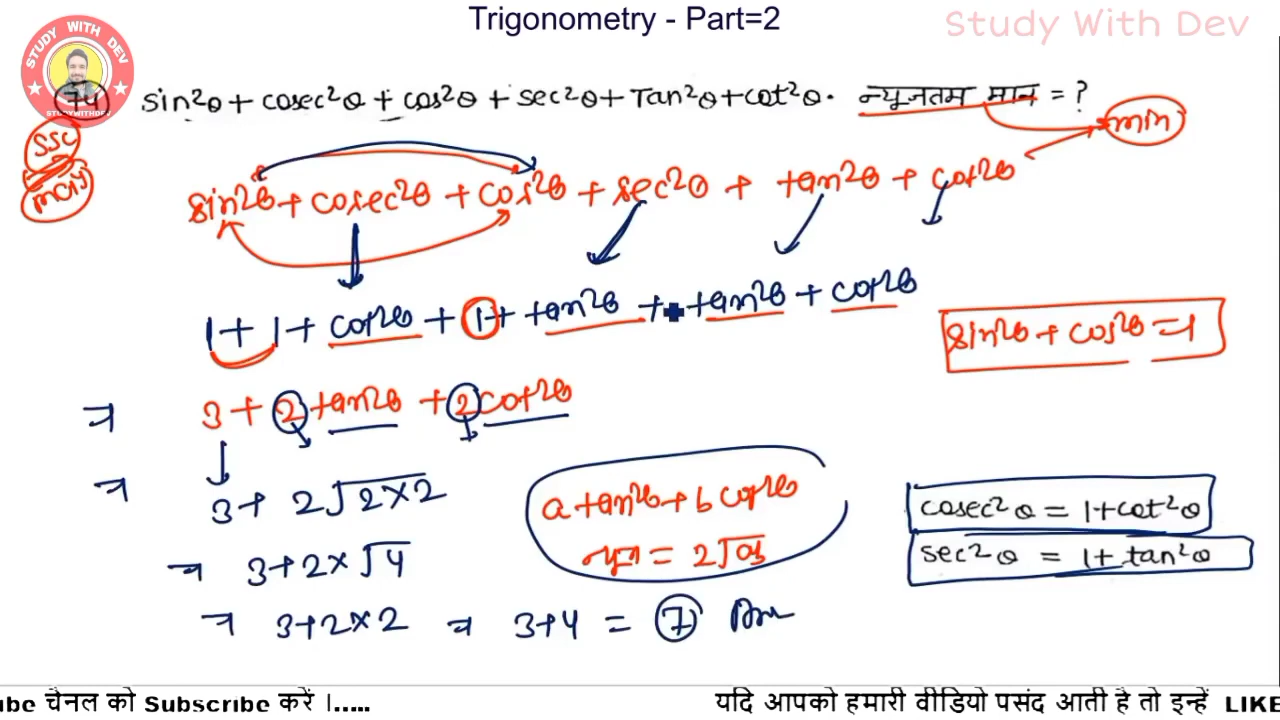 Trigonometry - Part=2
Study With Dev
STUDY WITH DEV
STUDYWITHDEV
74 sin²θ + cosec²θ + cos²θ + sec²θ + Tan²θ + cot²θ. न्यूनतम मान = ?
min
SSC
sin²θ + cosec²θ + cos²θ + sec²θ + tan²θ + cot²θ
1 + 1 + cot²θ + 1 + tan²θ + tan²θ + cot²θ
sin²θ + cos²θ = 1
3 + 2 tan²θ + 2 cot²θ
3 + 2√2×2
a tan²θ + b cot²θ
cosec²θ = 1 + cot²θ
sec²θ = 1 + tan²θ
3 + 2 × √4
3 + 2 × 2
3 + 4 = 7 Ans
ube चैनल को Subscribe करें ।.....
यदि आपको हमारी वीडियो पसंद आती है तो इन्हें LIKE